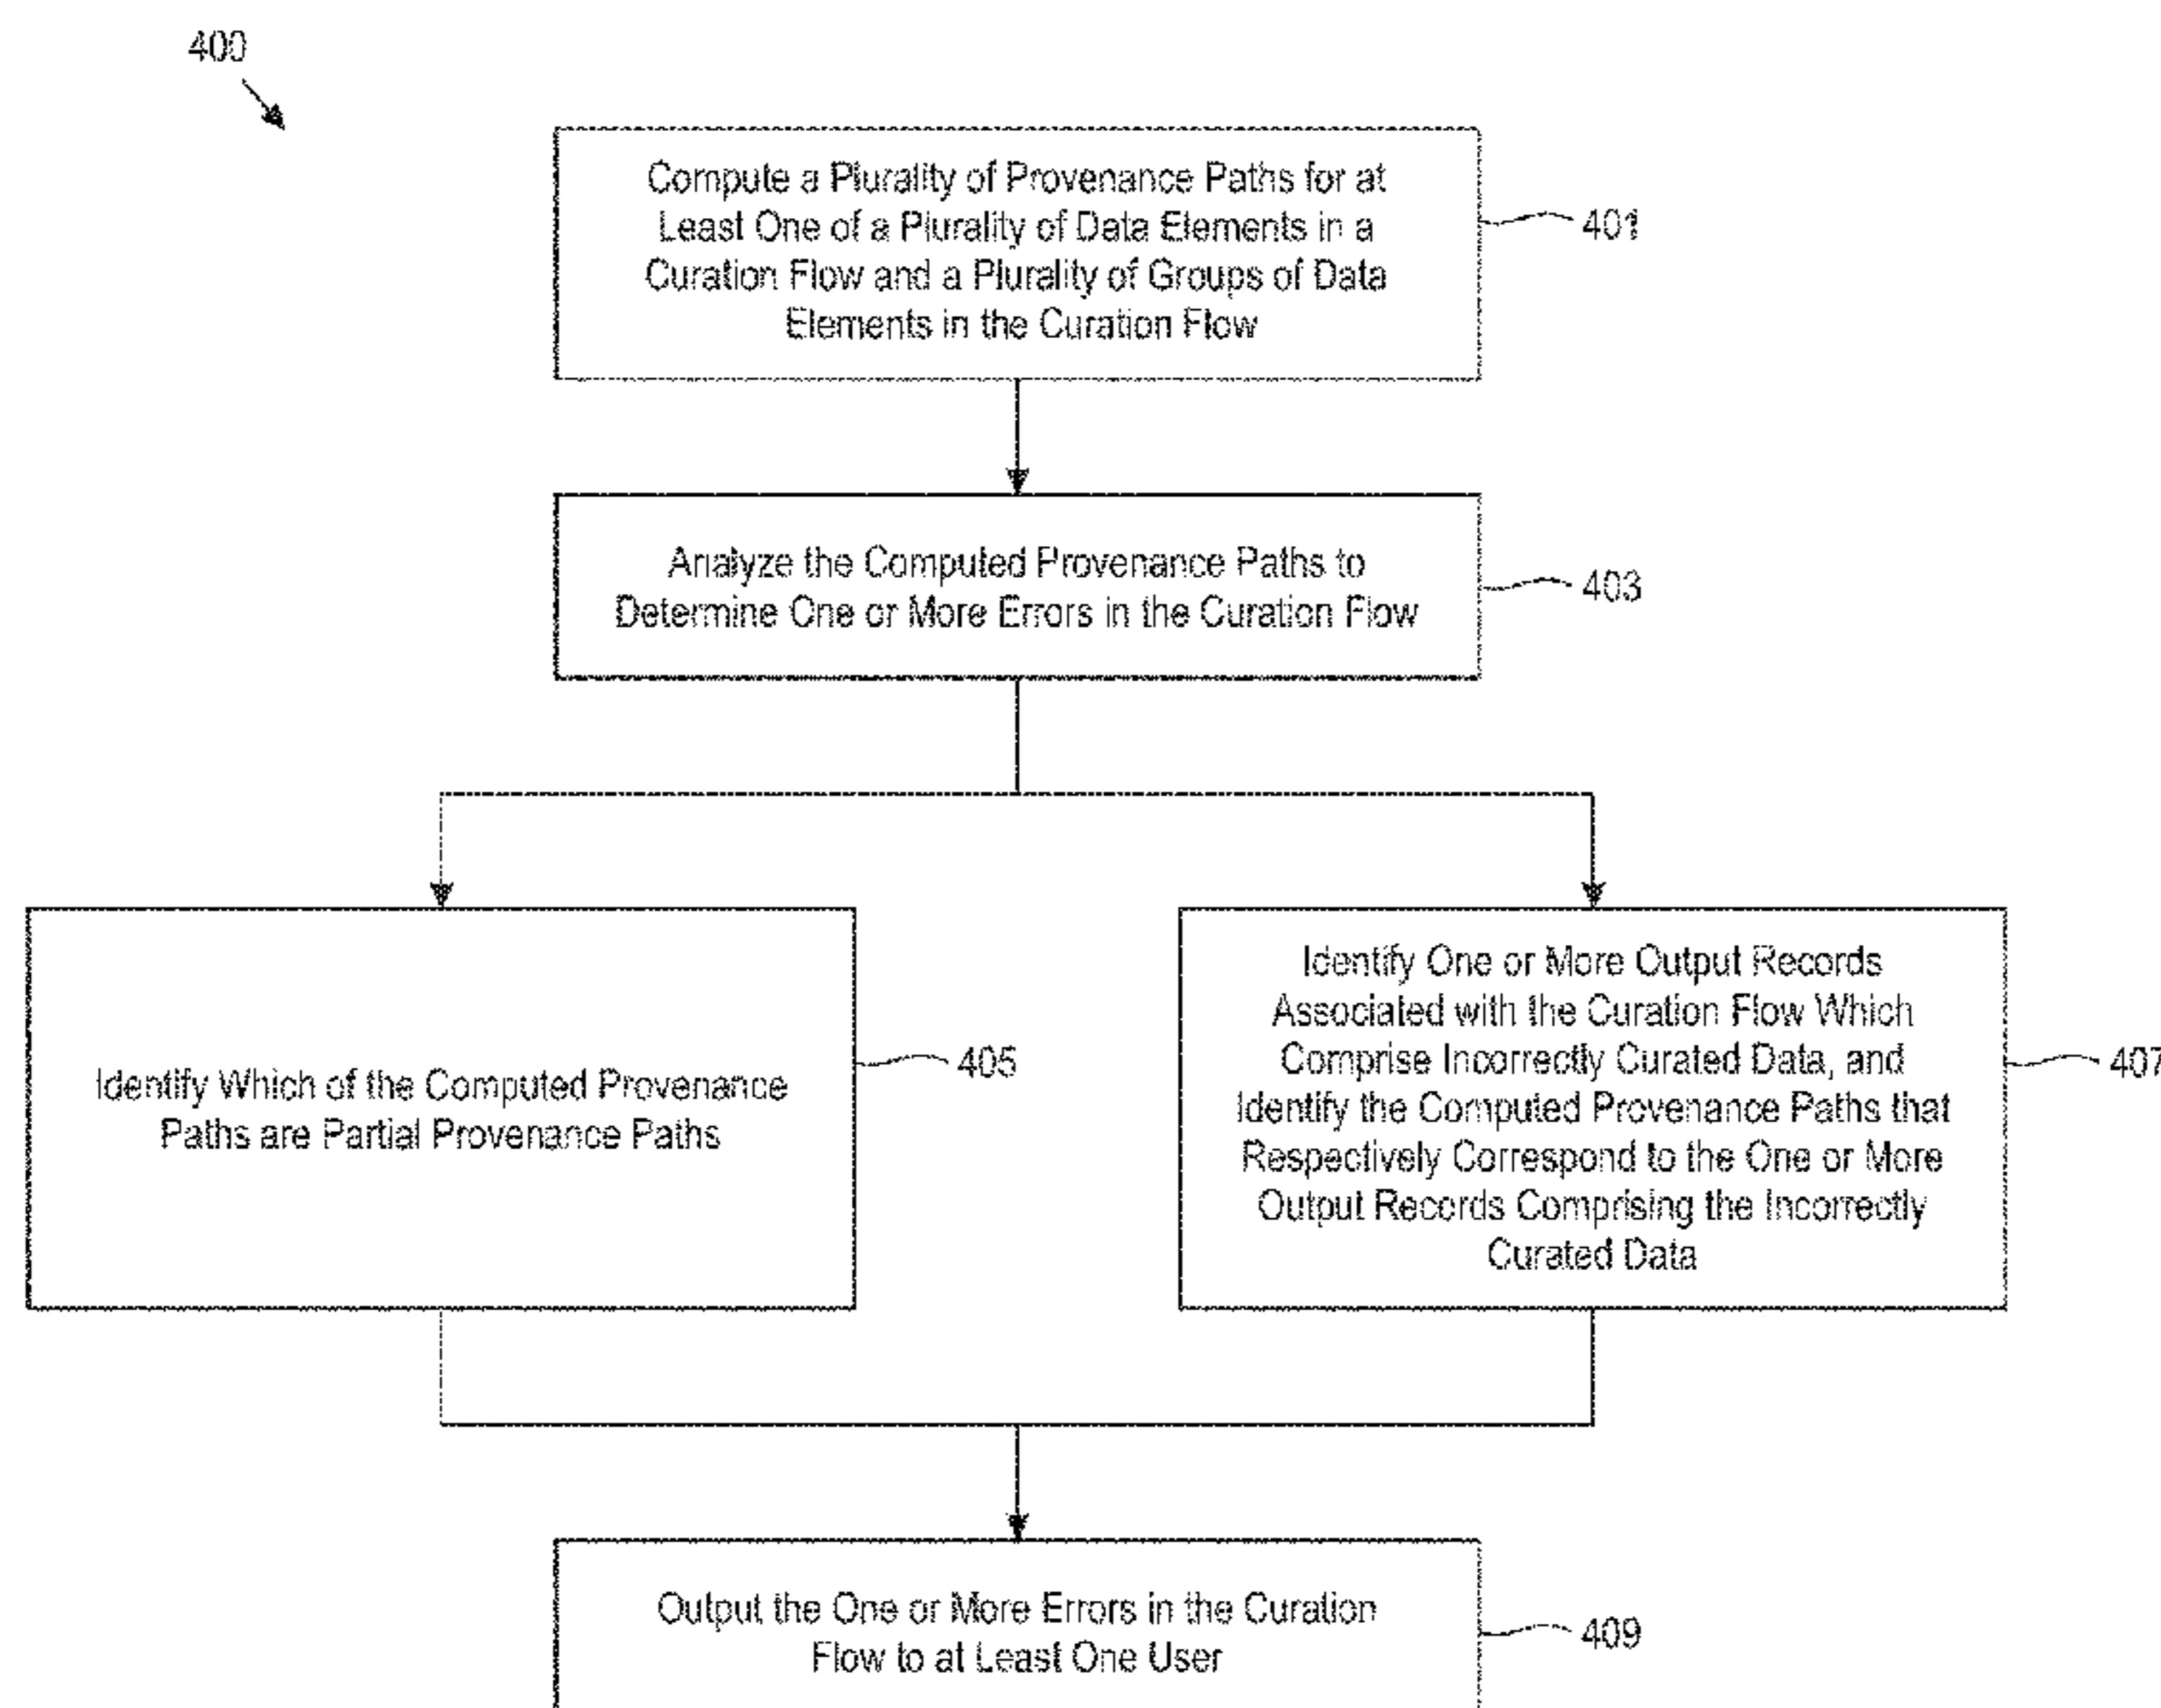 400
Compute a Plurality of Provenance Paths for at
Least One of a Plurality of Data Elements in a
Curation Flow and a Plurality of Groups of Data
Elements in the Curation Flow
401
Analyze the Computed Provenance Paths to
Determine One or More Errors in the Curation Flow
403
Identify Which of the Computed Provenance
Paths are Partial Provenance Paths
405
Identify One or More Output Records
Associated with the Curation Flow Which
Comprise Incorrectly Curated Data, and
Identify the Computed Provenance Paths that
Respectively Correspond to the One or More
Output Records Comprising the Incorrectly
Curated Data
407
Output the One or More Errors in the Curation
Flow to at Least One User
409